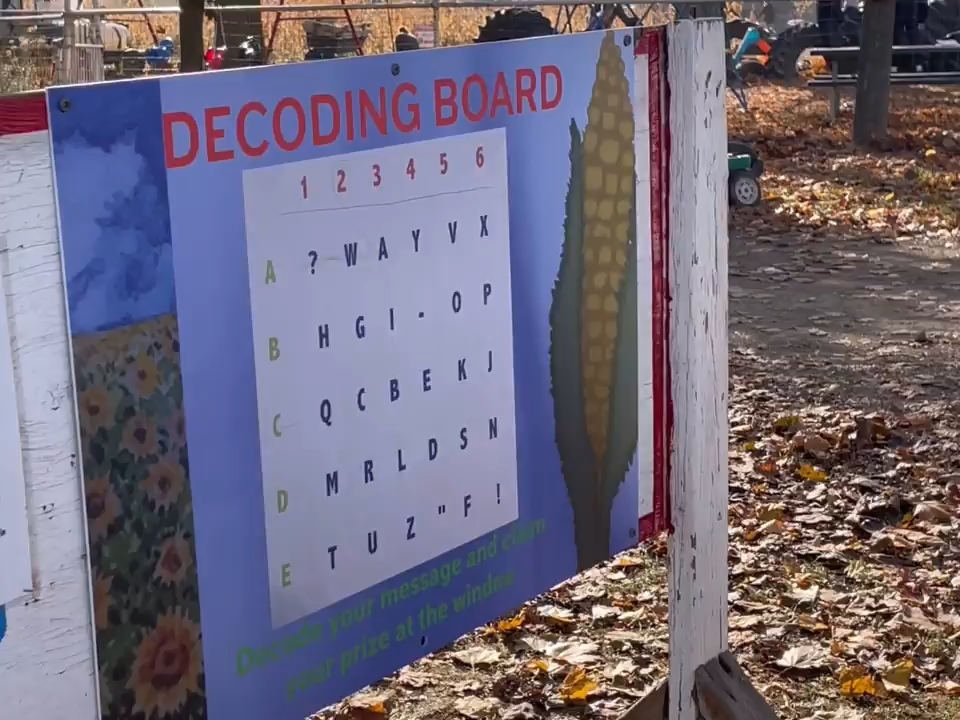 DECODING BOARD
1 2 3 4 5 6
A ? W A Y V X
B H G I - O P
C Q C B E K J
D M R L D S N
E T U Z " F !
Decode your message and claim
your prize at the window